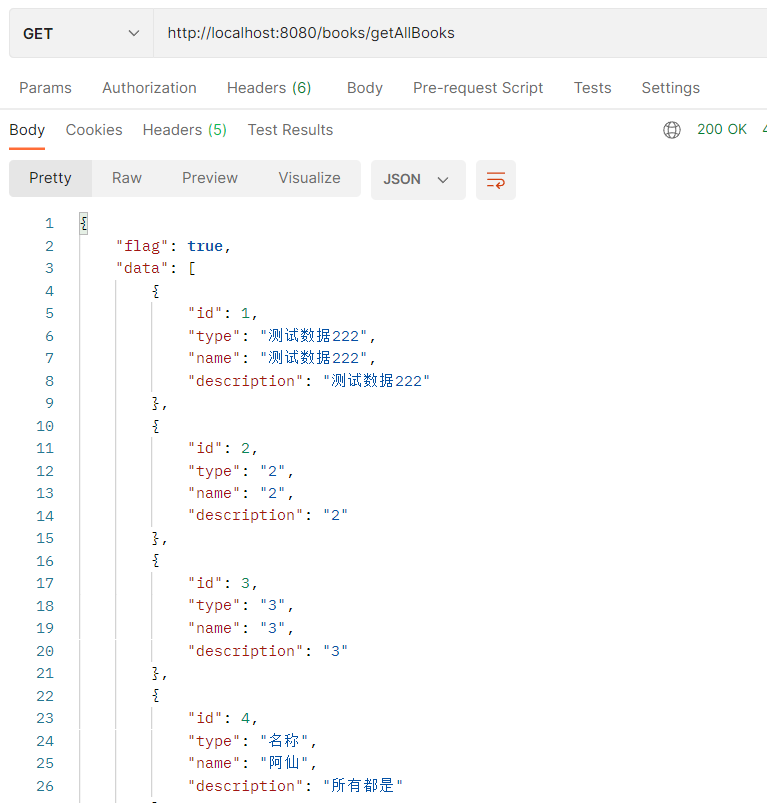 GET http://localhost:8080/books/getAllBooks
Params Authorization Headers (6) Body Pre-request Script Tests Settings
Body Cookies Headers (5) Test Results 200 OK 4
Pretty Raw Preview Visualize JSON
1 {
2 "flag": true,
3 "data": [
4 {
5 "id": 1,
6 "type": "测试数据222",
7 "name": "测试数据222",
8 "description": "测试数据222"
9 },
10 {
11 "id": 2,
12 "type": "2",
13 "name": "2",
14 "description": "2"
15 },
16 {
17 "id": 3,
18 "type": "3",
19 "name": "3",
20 "description": "3"
21 },
22 {
23 "id": 4,
24 "type": "名称",
25 "name": "阿仙",
26 "description": "所有都是"